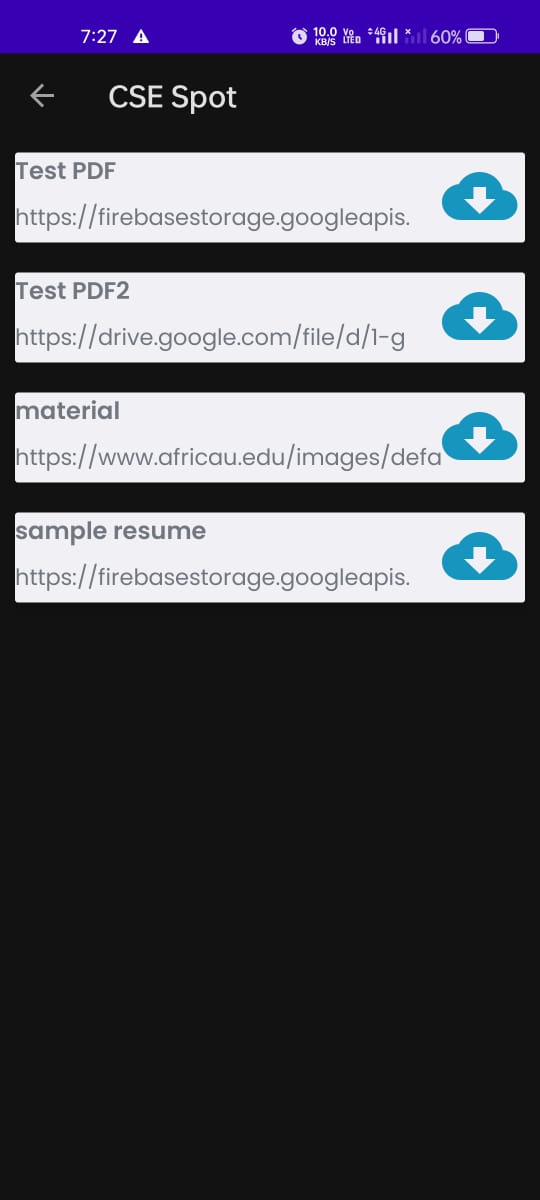 7:27
10.0 KB/S Vo LTE 4G 60%
CSE Spot
Test PDF
https://firebasestorage.googleapis.
Test PDF2
https://drive.google.com/file/d/1-g
material
https://www.africau.edu/images/defa
sample resume
https://firebasestorage.googleapis.